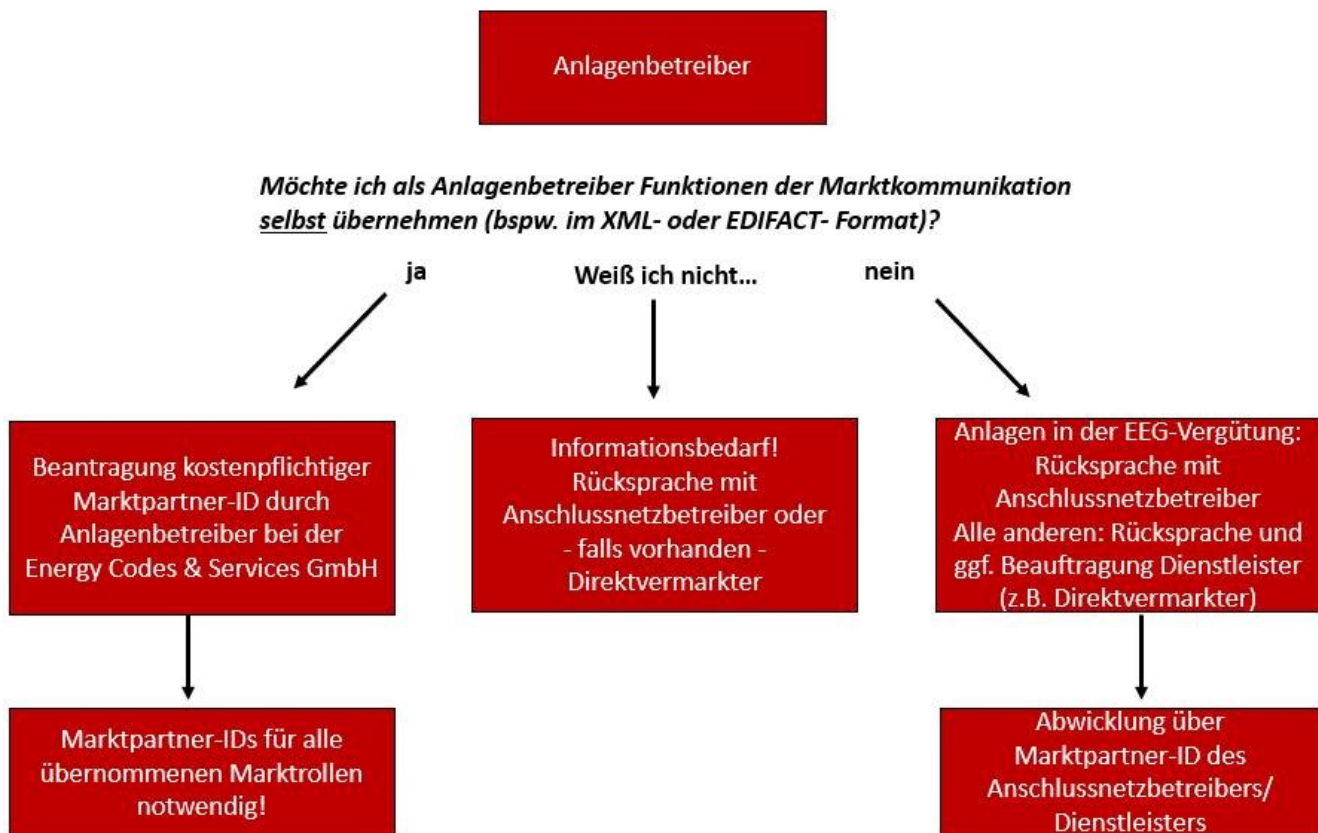 Anlagenbetreiber
Möchte ich als Anlagenbetreiber Funktionen der Marktkommunikation
selbst übernehmen (bspw. im XML- oder EDIFACT- Format)?
ja
Weiß ich nicht...
nein
Beantragung kostenpflichtiger
Marktpartner-ID durch
Anlagenbetreiber bei der
Energy Codes & Services GmbH
Informationsbedarf!
Rücksprache mit
Anschlussnetzbetreiber oder
- falls vorhanden -
Direktvermarkter
Anlagen in der EEG-Vergütung:
Rücksprache mit
Anschlussnetzbetreiber
Alle anderen: Rücksprache und
ggf. Beauftragung Dienstleister
(z.B. Direktvermarkter)
Marktpartner-IDs für alle
übernommenen Marktrollen
notwendig!
Abwicklung über
Marktpartner-ID des
Anschlussnetzbetreibers/
Dienstleisters